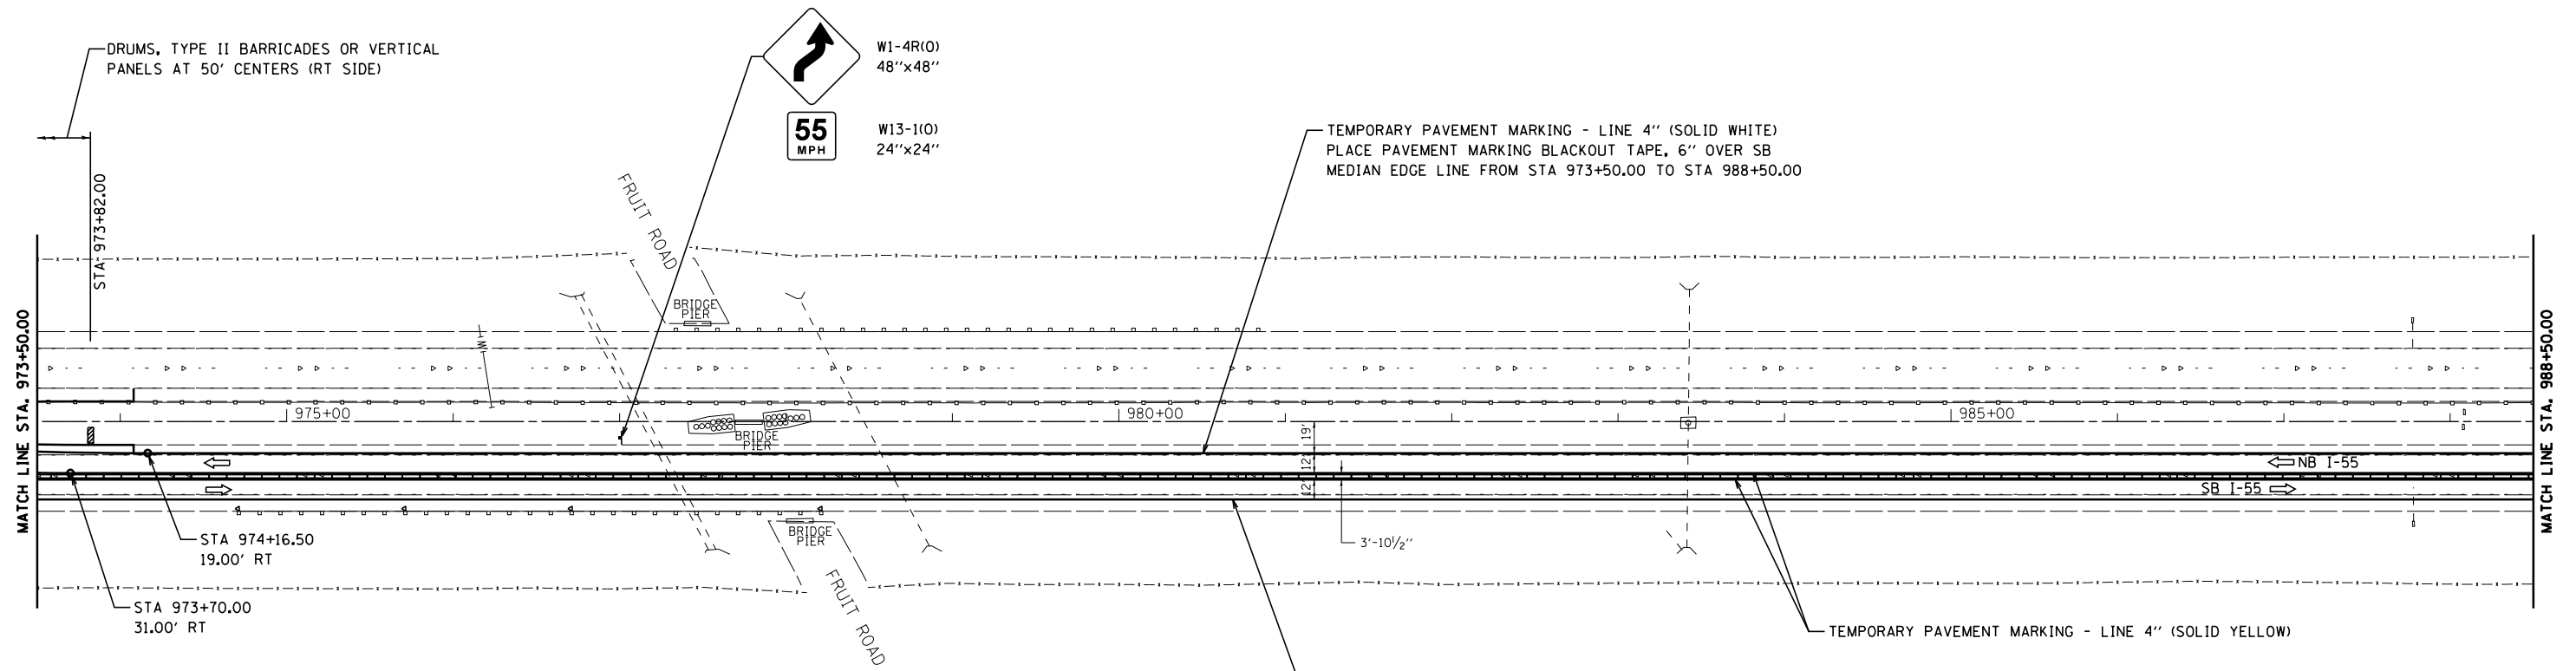 DRUMS, TYPE II BARRICADES OR VERTICAL
PANELS AT 50' CENTERS (RT SIDE)
W1-4R(O)
48''x48''
55
MPH
W13-1(O)
24''x24''
TEMPORARY PAVEMENT MARKING - LINE 4'' (SOLID WHITE)
PLACE PAVEMENT MARKING BLACKOUT TAPE, 6'' OVER SB
MEDIAN EDGE LINE FROM STA 973+50.00 TO STA 988+50.00
STA 973+82.00
FRUIT ROAD
BRIDGE
PIER
MATCH LINE STA. 973+50.00
MATCH LINE STA. 988+50.00
W
975+00
980+00
985+00
BRIDGE
PIER
19'
12'
12'
NB I-55
SB I-55
BRIDGE
PIER
3'-10 1/2''
STA 974+16.50
19.00' RT
STA 973+70.00
31.00' RT
FRUIT ROAD
TEMPORARY PAVEMENT MARKING - LINE 4'' (SOLID YELLOW)